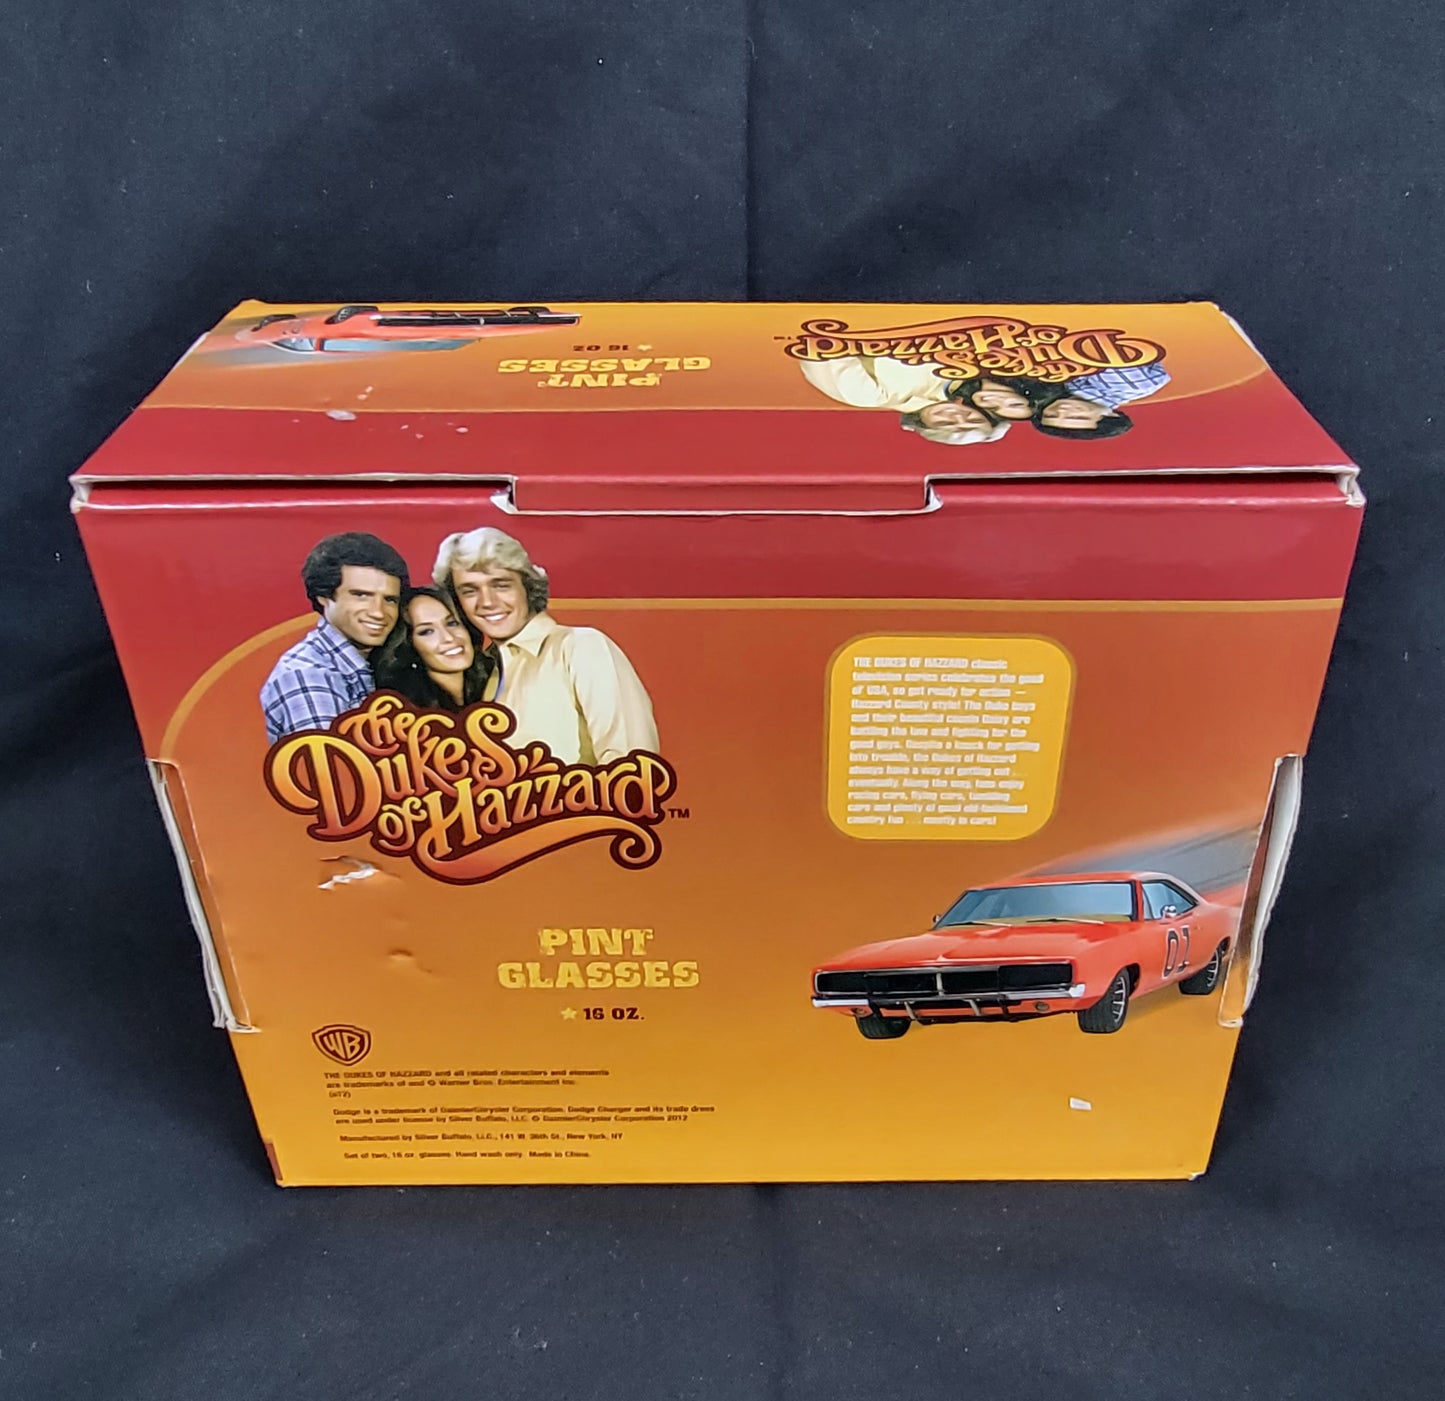 PINT
GLASSES
★ 16 OZ
The
Dukes
of Hazzard™
The
Dukes
of Hazzard™
THE DUKES OF HAZZARD classic
television series celebrates the good
of USA, so get ready for action —
Hazzard County style! The Duke boys
and their beautiful cousin Daisy are
battling the law and fighting for the
good guys. Despite a knack for getting
into trouble, the Dukes of Hazzard
always have a way of getting out . . .
eventually. Along the way, fans enjoy
racing cars, flying cars, tumbling
cars and plenty of good old-fashioned
country fun . . . mostly in cars!
PINT
GLASSES
★ 16 OZ.
01
WB
THE DUKES OF HAZZARD and all related characters and elements
are trademarks of and © Warner Bros. Entertainment Inc.
(s12)
Dodge is a trademark of DaimlerChrysler Corporation. Dodge Charger and its trade dress
are used under license by Silver Buffalo, LLC. © DaimlerChrysler Corporation 2012
Manufactured by Silver Buffalo, LLC., 141 W. 36th St., New York, NY
Set of two, 16 oz. glasses. Hand wash only. Made in China.